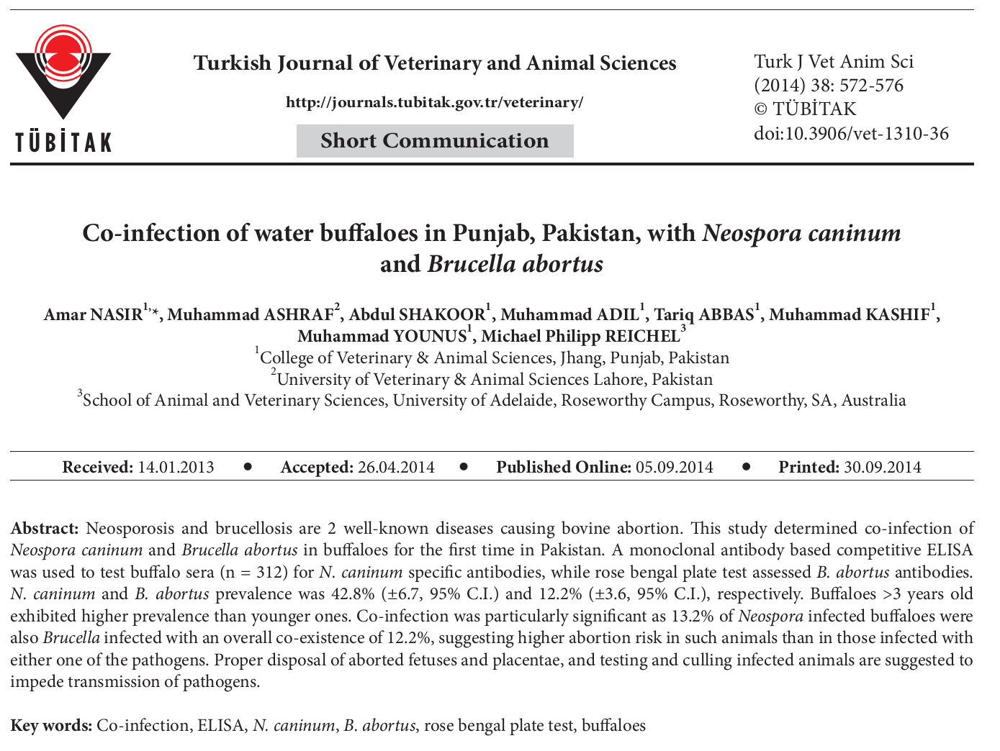 TÜBİTAK
Turkish Journal of Veterinary and Animal Sciences
http://journals.tubitak.gov.tr/veterinary/
Short Communication
Turk J Vet Anim Sci
(2014) 38: 572-576
© TÜBİTAK
doi:10.3906/vet-1310-36
Co-infection of water buffaloes in Punjab, Pakistan, with Neospora caninum
and Brucella abortus
Amar NASIR1,*, Muhammad ASHRAF2, Abdul SHAKOOR1, Muhammad ADIL1, Tariq ABBAS1, Muhammad KASHIF1,
Muhammad YOUNUS1, Michael Philipp REICHEL3
1College of Veterinary & Animal Sciences, Jhang, Punjab, Pakistan
2University of Veterinary & Animal Sciences Lahore, Pakistan
3School of Animal and Veterinary Sciences, University of Adelaide, Roseworthy Campus, Roseworthy, SA, Australia
Received: 14.01.2013 • Accepted: 26.04.2014 • Published Online: 05.09.2014 • Printed: 30.09.2014
Abstract: Neosporosis and brucellosis are 2 well-known diseases causing bovine abortion. This study determined co-infection of
Neospora caninum and Brucella abortus in buffaloes for the first time in Pakistan. A monoclonal antibody based competitive ELISA
was used to test buffalo sera (n = 312) for N. caninum specific antibodies, while rose bengal plate test assessed B. abortus antibodies.
N. caninum and B. abortus prevalence was 42.8% (±6.7, 95% C.I.) and 12.2% (±3.6, 95% C.I.), respectively. Buffaloes >3 years old
exhibited higher prevalence than younger ones. Co-infection was particularly significant as 13.2% of Neospora infected buffaloes were
also Brucella infected with an overall co-existence of 12.2%, suggesting higher abortion risk in such animals than in those infected with
either one of the pathogens. Proper disposal of aborted fetuses and placentae, and testing and culling infected animals are suggested to
impede transmission of pathogens.
Key words: Co-infection, ELISA, N. caninum, B. abortus, rose bengal plate test, buffaloes